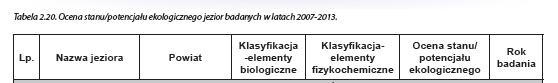 Tabela 2.20. Ocena stanu/potencjału ekologicznego jezior badanych w latach 2007-2013.
Lp.
Nazwa jeziora
Powiat
Klasyfikacja
-elementy
biologiczne
Klasyfikacja-
elementy
fizykochemiczne
Ocena stanu/
potencjału
ekologicznego
Rok
badania